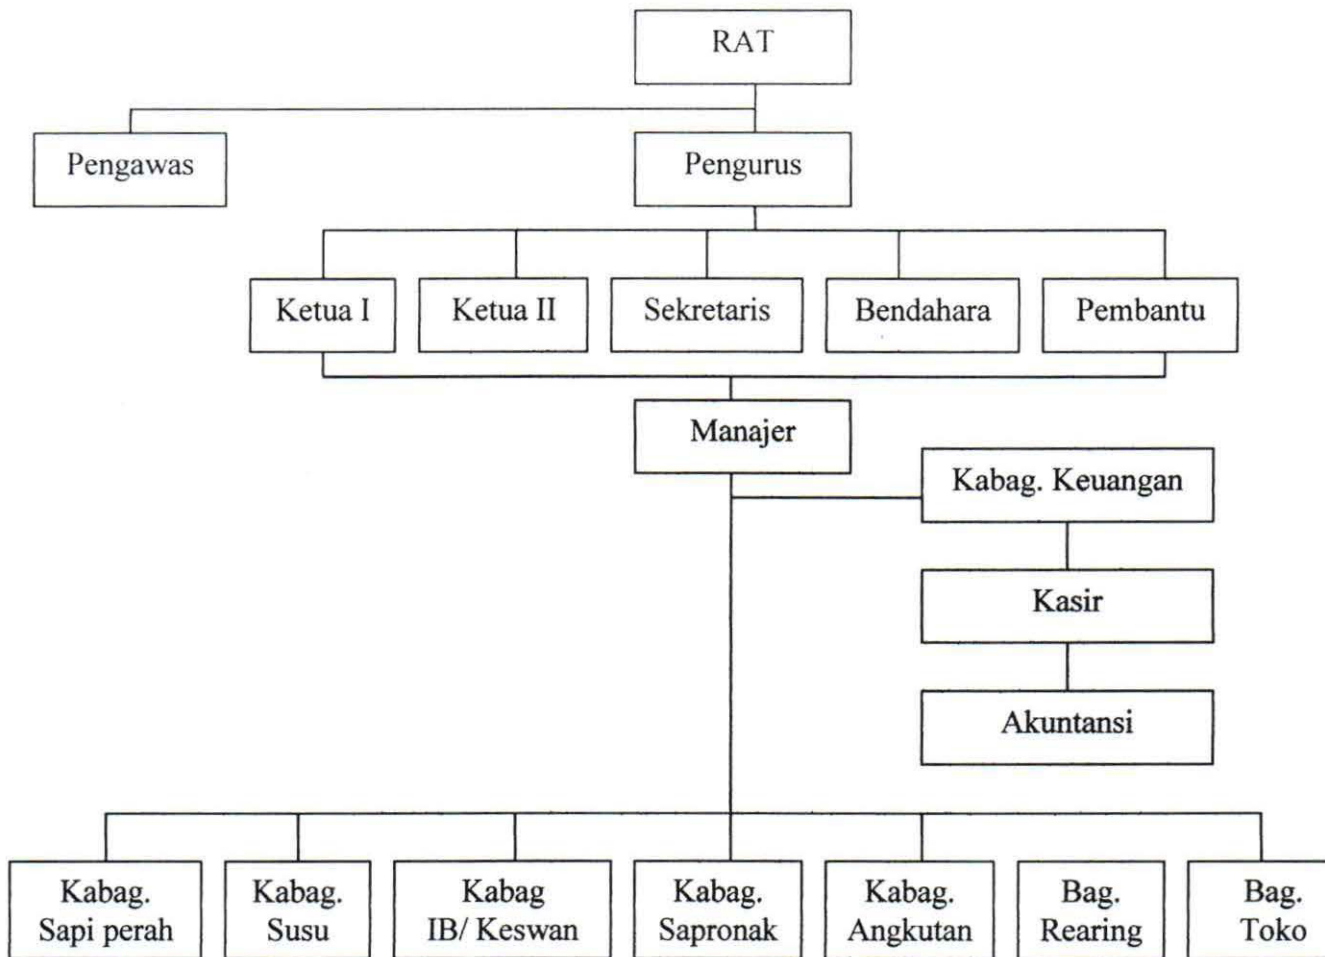 RAT
Pengawas
Pengurus
Ketua I
Ketua II
Sekretaris
Bendahara
Pembantu
Manajer
Kabag. Keuangan
Kasir
Akuntansi
Kabag.
Sapi perah
Kabag.
Susu
Kabag
IB/ Keswan
Kabag.
Sapronak
Kabag.
Angkutan
Bag.
Rearing
Bag.
Toko